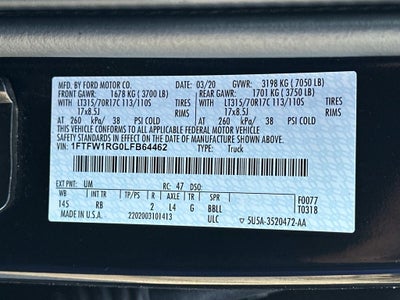 MFD. BY FORD MOTOR CO. 03/20 GVWR: 3198 KG ( 7050 LB)
FRONT GAWR: 1678 KG ( 3700 LB) REAR GAWR: 1701 KG ( 3750 LB)
WITH LT315/70R17C 113/110S TIRES WITH LT315/70R17C 113/110S TIRES
17x8.5J RIMS 17x8.5J RIMS
AT 260 kPa/ 38 PSI COLD AT 260 kPa/ 38 PSI COLD
THIS VEHICLE CONFORMS TO ALL APPLICABLE FEDERAL MOTOR VEHICLE
SAFETY STANDARDS IN EFFECT ON THE DATE OF MANUFACTURE SHOWN ABOVE.
VIN: 1FTFW1RG0LFB64462 TYPE: Truck
EXT PNT: UM RC: 47 DSO:
WB INT TR TP/PS R AXLE TR SPR F0077
145 RB 2 L4 G BBLL T0318
2202003101413 ULC 5U5A-3520472-AA